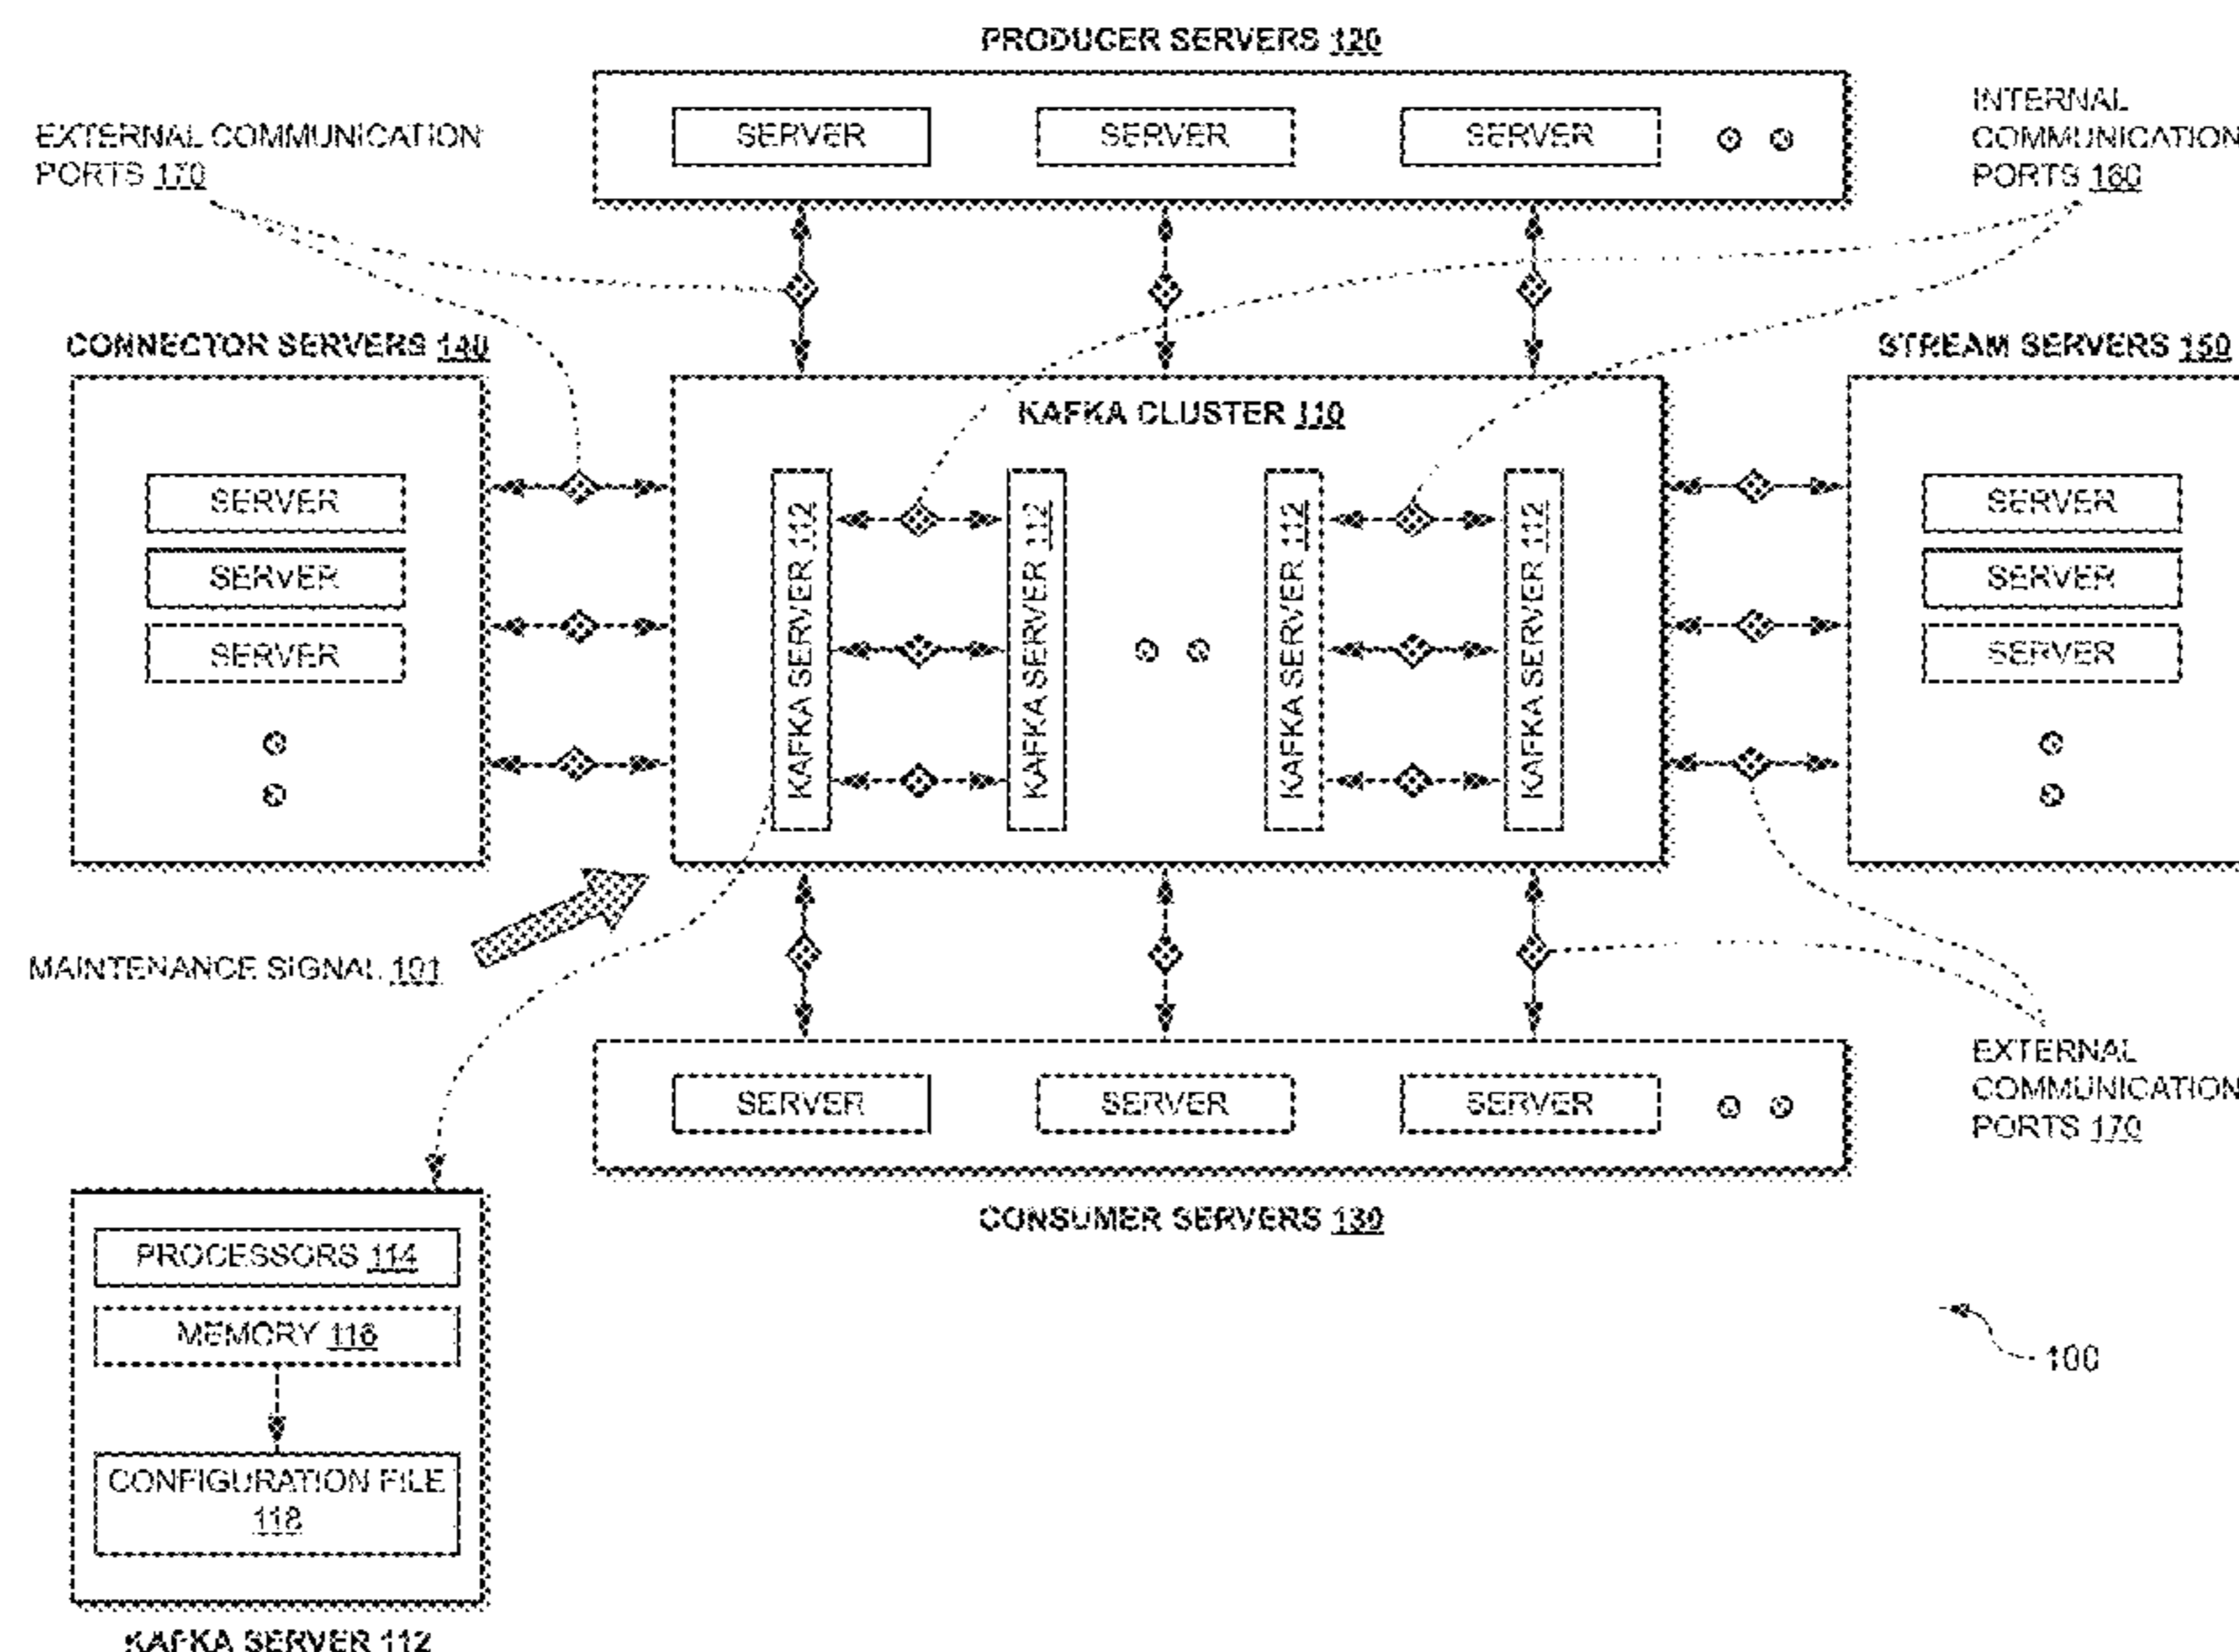 PRODUCER SERVERS 120
SERVER SERVER SERVER
EXTERNAL COMMUNICATION
PORTS 170
INTERNAL
COMMUNICATION
PORTS 160
CONNECTOR SERVERS 140
SERVER
SERVER
SERVER
KAFKA CLUSTER 110
KAFKA SERVER 112
KAFKA SERVER 112
KAFKA SERVER 112
KAFKA SERVER 112
STREAM SERVERS 150
SERVER
SERVER
SERVER
MAINTENANCE SIGNAL 101
SERVER SERVER SERVER
CONSUMER SERVERS 130
EXTERNAL
COMMUNICATION
PORTS 170
PROCESSORS 114
MEMORY 116
CONFIGURATION FILE
118
KAFKA SERVER 112
100